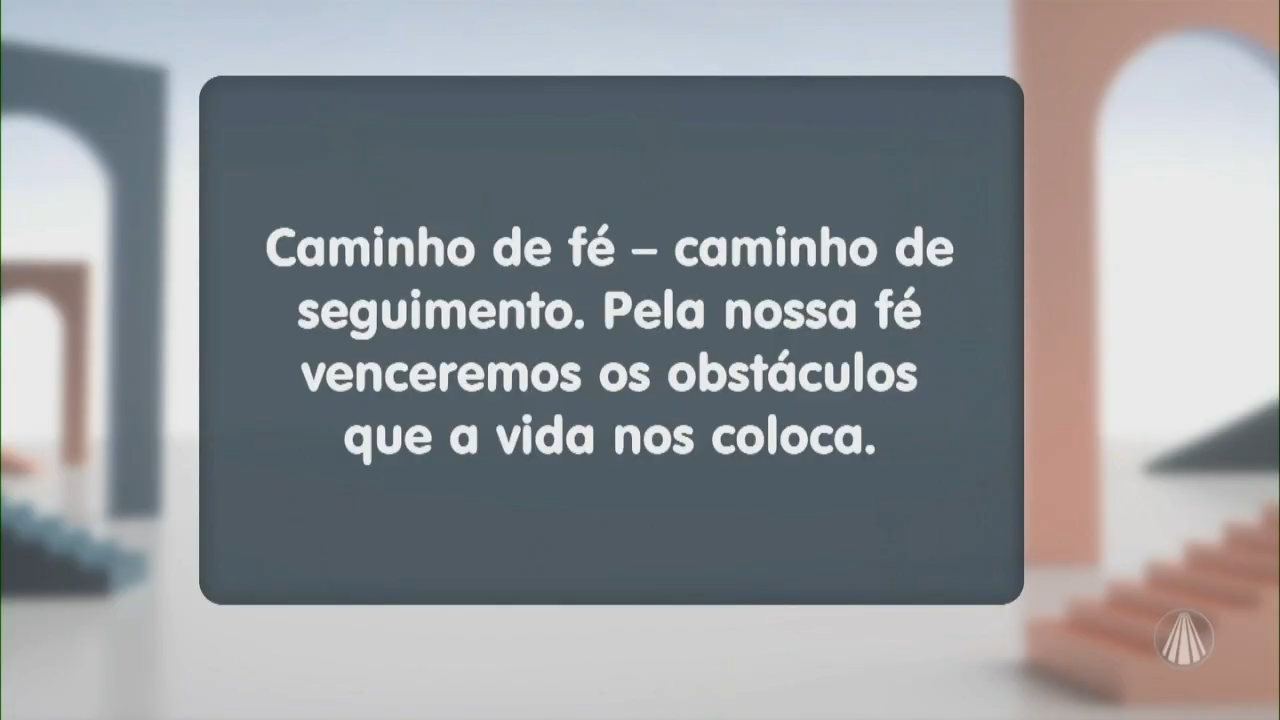 Caminho de fé – caminho de
seguimento. Pela nossa fé
venceremos os obstáculos
que a vida nos coloca.